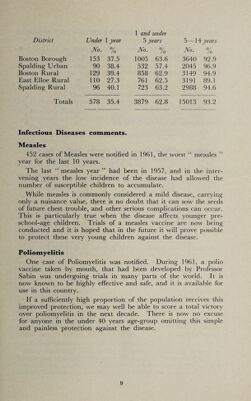 1 and under
District Under 1 year 5 years 5—14 years
No. % No. % No. %
Boston Borough 153 37.5 1005 63.6 3640 92.9
Spalding Urban 90 38.4 532 57.4 2045 96.9
Boston Rural 129 39.4 858 62.9 3149 94.9
East Elloe Rural 110 27.3 761 62.5 3191 89.1
Spalding Rural 96 40.1 723 63.2 2988 94.6
Totals 578 35.4 3879 62.8 15013 93.2
Infectious Diseases comments.
Measles
452 cases of Measles were notified in 1961, the worst “ measles ”
year for the last 10 years.
The last “ measles year ” had been in 1957, and in the inter-
vening years the low incidence of the disease had allowed the
number of susceptible children to accumulate.
While measles is commonly considered a mild disease, carrying
only a nuisance value, there is no doubt that it can sow the seeds
of future chest trouble, and other serious complications can occur.
This is particularly true when the disease affects younger pre-
school-age children. Trials of a measles vaccine are now being
conducted and it is hoped that in the future it will prove possible
to protect these very young children against the disease.
Poliomyelitis
One case of Poliomyelitis was notified. During 1961, a polio
vaccine taken by mouth, that had been developed by Professor
Sabin was undergoing trials in many parts of the world. It is
now known to be highly effective and safe, and it is available for
use in this country.
If a sufficiently high proportion of the population receives this
improved protection, we may well be able to score a total victory
over poliomyelitis in the next decade. There is now no excuse
for anyone in the under 40 years age-group omitting this simple
and painless protection against the disease.
9